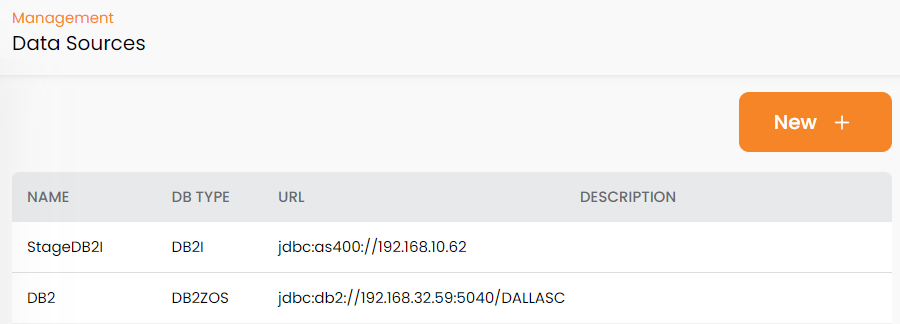 Management
Data Sources
New +
NAME DB TYPE URL DESCRIPTION
StageDB2I DB2I jdbc:as400://192.168.10.62
DB2 DB2ZOS jdbc:db2://192.168.32.59:5040/DALLASC